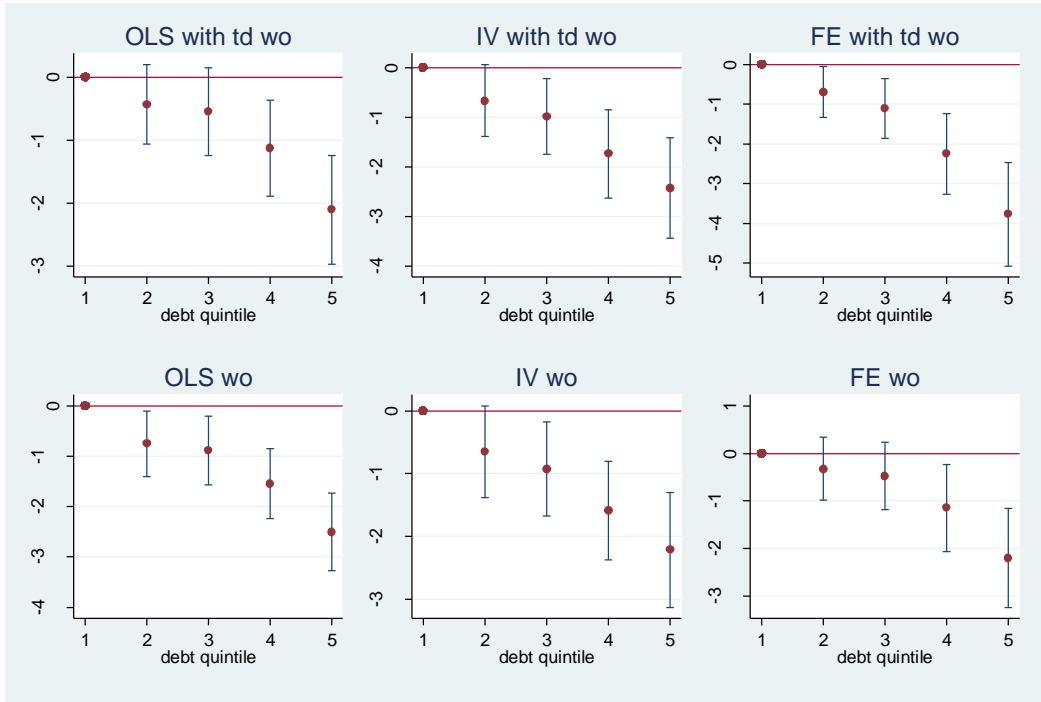 OLS with td wo
0
-1
-2
-3
1 2 3 4 5
debt quintile
IV with td wo
0
-1
-2
-3
-4
1 2 3 4 5
debt quintile
FE with td wo
0
-1
-2
-3
-4
-5
1 2 3 4 5
debt quintile
OLS wo
0
-1
-2
-3
-4
1 2 3 4 5
debt quintile
IV wo
0
-1
-2
-3
1 2 3 4 5
debt quintile
FE wo
1
0
-1
-2
-3
1 2 3 4 5
debt quintile